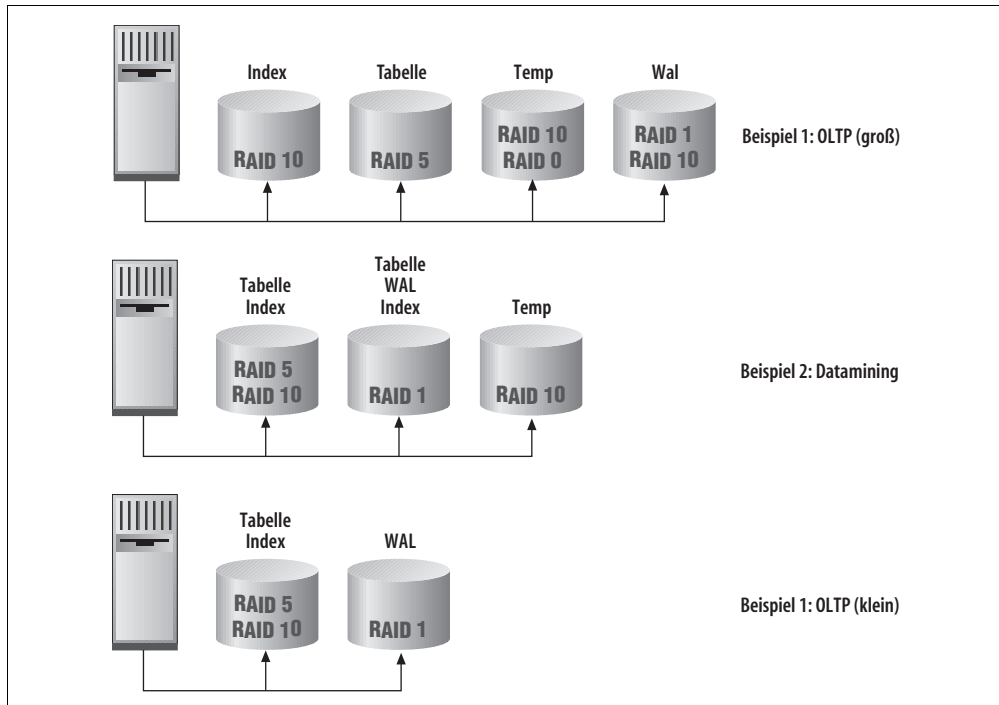 Index
Tabelle
Temp
Wal
RAID 10
RAID 5
RAID 10
RAID 0
RAID 1
RAID 10
Beispiel 1: OLTP (groß)
Tabelle
Index
Tabelle
WAL
Index
Temp
RAID 5
RAID 10
RAID 1
RAID 10
Beispiel 2: Datamining
Tabelle
Index
WAL
RAID 5
RAID 10
RAID 1
Beispiel 1: OLTP (klein)